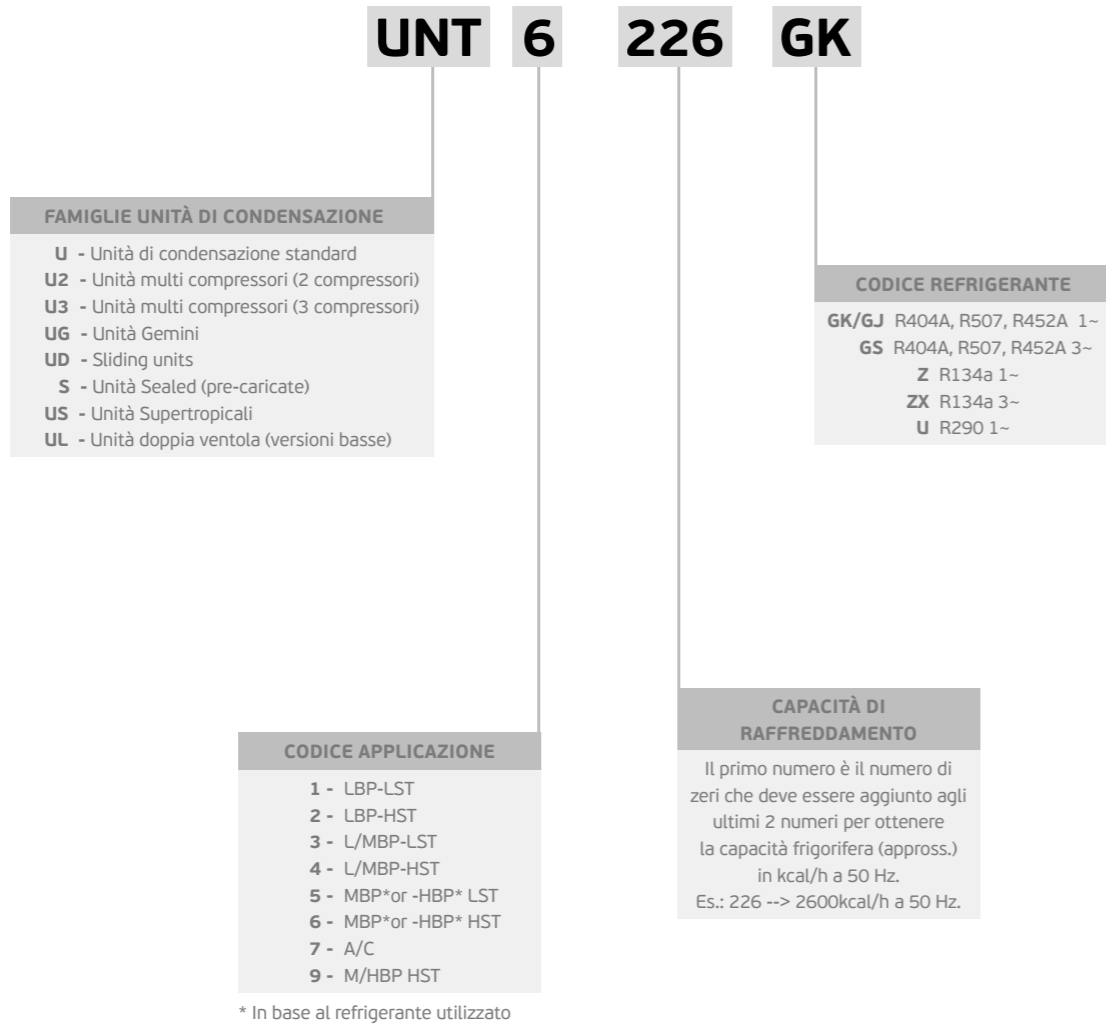 UNT 6 226 GK
FAMIGLIE UNITÀ DI CONDENSAZIONE
U - Unità di condensazione standard
U2 - Unità multi compressori (2 compressori)
U3 - Unità multi compressori (3 compressori)
UG - Unità Gemini
UD - Sliding units
S - Unità Sealed (pre-caricate)
US - Unità Supertropicali
UL - Unità doppia ventola (versioni basse)
CODICE REFRIGERANTE
GK/GJ R404A, R507, R452A 1~
GS R404A, R507, R452A 3~
Z R134a 1~
ZX R134a 3~
U R290 1~
CODICE APPLICAZIONE
1 - LBP-LST
2 - LBP-HST
3 - L/MBP-LST
4 - L/MBP-HST
5 - MBP*or -HBP* LST
6 - MBP*or -HBP* HST
7 - A/C
9 - M/HBP HST
* In base al refrigerante utilizzato
CAPACITÀ DI
RAFFREDDAMENTO
Il primo numero è il numero di
zeri che deve essere aggiunto agli
ultimi 2 numeri per ottenere
la capacità frigorifera (appross.)
in kcal/h a 50 Hz.
Es.: 226 --> 2600kcal/h a 50 Hz.